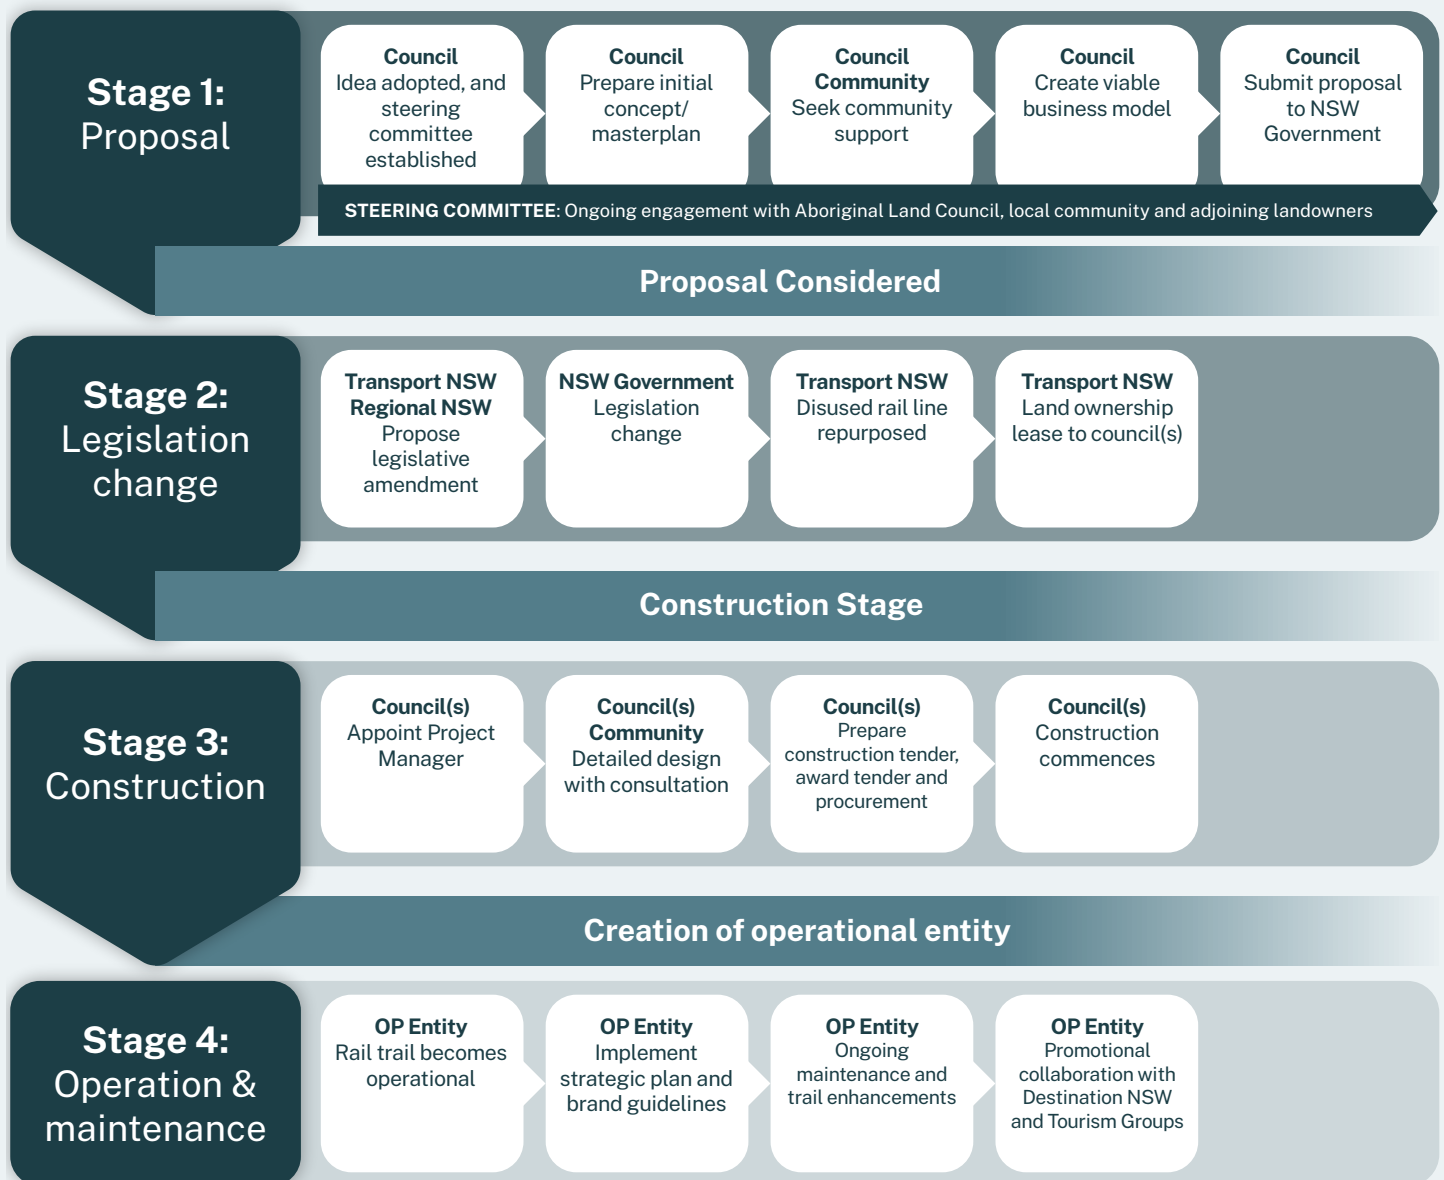 Stage 1:
Proposal
Council
Idea adopted, and
steering
committee
established
Council
Prepare initial
concept/
masterplan
Council
Community
Seek community
support
Council
Create viable
business model
Council
Submit proposal
to NSW
Government
STEERING COMMITTEE: Ongoing engagement with Aboriginal Land Council, local community and adjoining landowners
Proposal Considered
Stage 2:
Legislation
change
Transport NSW
Regional NSW
Propose
legislative
amendment
NSW Government
Legislation
change
Transport NSW
Disused rail line
repurposed
Transport NSW
Land ownership
lease to council(s)
Construction Stage
Stage 3:
Construction
Council(s)
Appoint Project
Manager
Council(s)
Community
Detailed design
with consultation
Council(s)
Prepare
construction tender,
award tender and
procurement
Council(s)
Construction
commences
Creation of operational entity
Stage 4:
Operation &
maintenance
OP Entity
Rail trail becomes
operational
OP Entity
Implement
strategic plan and
brand guidelines
OP Entity
Ongoing
maintenance and
trail enhancements
OP Entity
Promotional
collaboration with
Destination NSW
and Tourism Groups